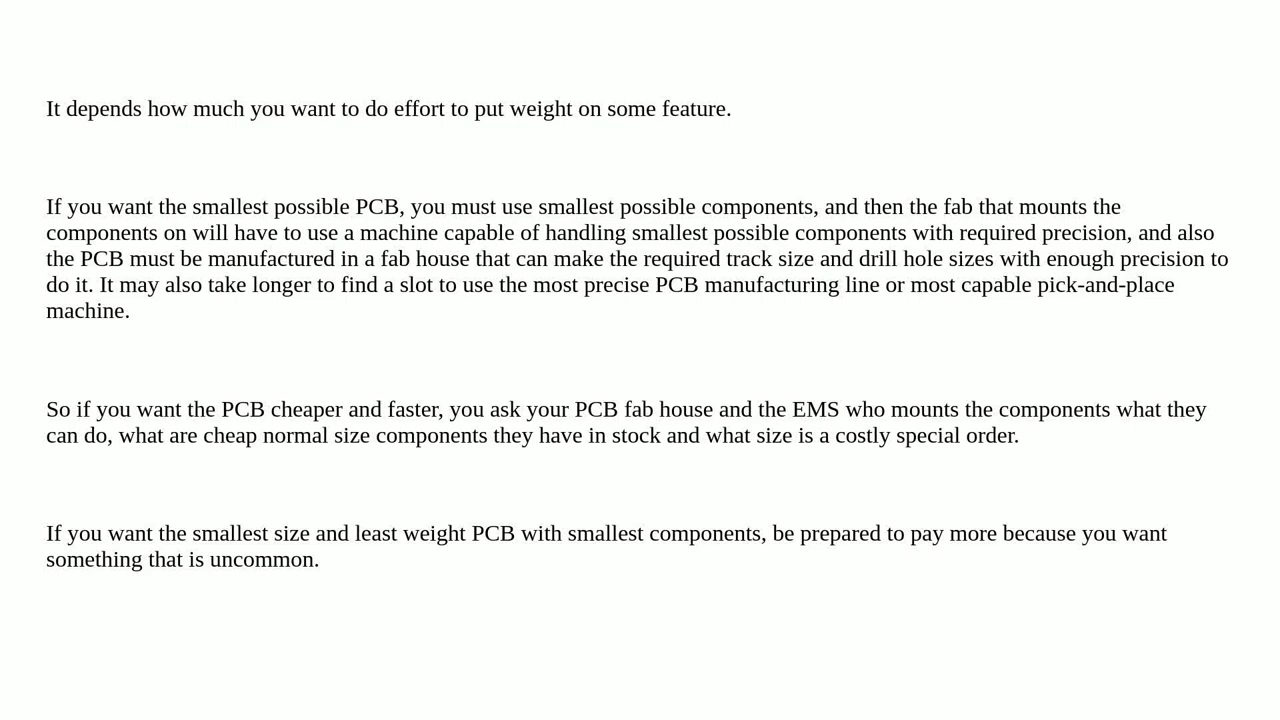 It depends how much you want to do effort to put weight on some feature.
If you want the smallest possible PCB, you must use smallest possible components, and then the fab that mounts the
components on will have to use a machine capable of handling smallest possible components with required precision, and also
the PCB must be manufactured in a fab house that can make the required track size and drill hole sizes with enough precision to
do it. It may also take longer to find a slot to use the most precise PCB manufacturing line or most capable pick-and-place
machine.
So if you want the PCB cheaper and faster, you ask your PCB fab house and the EMS who mounts the components what they
can do, what are cheap normal size components they have in stock and what size is a costly special order.
If you want the smallest size and least weight PCB with smallest components, be prepared to pay more because you want
something that is uncommon.